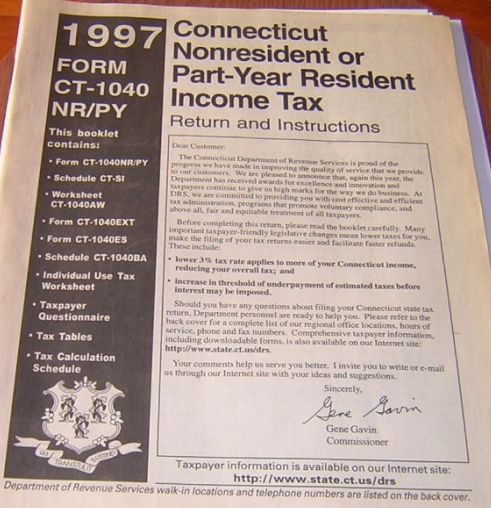 1997
FORM
CT-1040
NR/PY
This booklet
contains:
• Form CT-1040NR/PY
• Schedule CT-SI
• Worksheet
CT-1040AW
• Form CT-1040EXT
• Form CT-1040ES
• Schedule CT-1040BA
• Individual Use Tax
Worksheet
• Taxpayer
Questionnaire
• Tax Tables
• Tax Calculation
Schedule
QUI TRANSTULIT SUSTINET
Connecticut
Nonresident or
Part-Year Resident
Income Tax
Return and Instructions
Dear Customer:
The Connecticut Department of Revenue Services is proud of the
progress we have made in improving the quality of service that we provide
to our customers. We are pleased to announce that, again this year, the
Department has received awards for excellence and innovation and
taxpayers continue to give us high marks for the way we do business. At
DRS, we are committed to providing you with cost effective and efficient
tax administration, programs that promote voluntary compliance, and
above all, fair and equitable treatment of all taxpayers.
Before completing this return, please read the booklet carefully. Many
important taxpayer-friendly legislative changes mean lower taxes for you,
make the filing of your tax returns easier and facilitate faster refunds.
These include:
• lower 3% tax rate applies to more of your Connecticut income,
reducing your overall tax; and
• increase in threshold of underpayment of estimated taxes before
interest may be imposed.
Should you have any questions about filing your Connecticut state tax
return, Department personnel are ready to help you. Please refer to the
back cover for a complete list of our regional office locations, hours of
service, phone and fax numbers. Comprehensive taxpayer information,
including downloadable forms, is also available on our Internet site:
http://www.state.ct.us/drs.
Your comments help us serve you better. I invite you to write or e-mail
us through our Internet site with your ideas and suggestions.
Sincerely,
Gene Gavin
Gene Gavin
Commissioner
Taxpayer information is available on our Internet site:
http://www.state.ct.us/drs
Department of Revenue Services walk-in locations and telephone numbers are listed on the back cover.